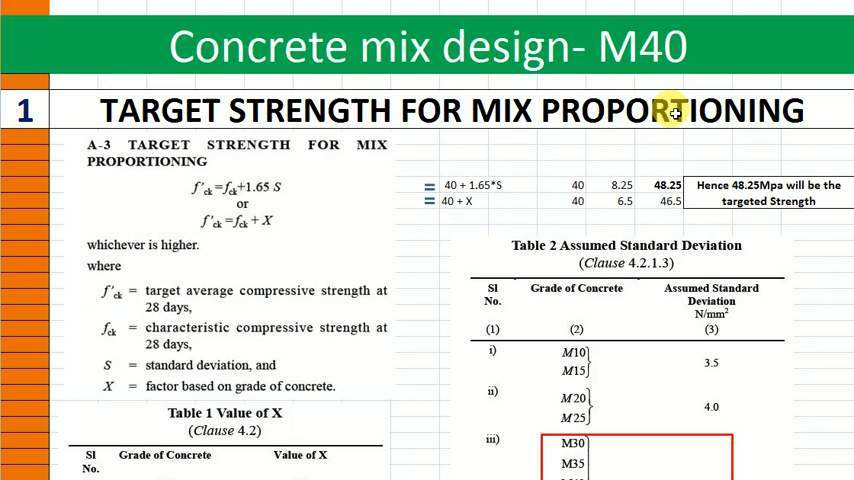 Concrete mix design- M40
1 TARGET STRENGTH FOR MIX PROPORTIONING
A-3 TARGET STRENGTH FOR MIX
PROPORTIONING
f'ck = fck + 1.65 S
or
f'ck = fck + X
whichever is higher.
where
f'ck = target average compressive strength at
28 days,
fck = characteristic compressive strength at
28 days,
S = standard deviation, and
X = factor based on grade of concrete.
Table 1 Value of X
(Clause 4.2)
Sl Grade of Concrete Value of X
No.
= 40 + 1.65*S 40 8.25 48.25 Hence 48.25Mpa will be the
= 40 + X 40 6.5 46.5 targeted Strength
Table 2 Assumed Standard Deviation
(Clause 4.2.1.3)
Sl Grade of Concrete Assumed Standard
No. Deviation
N/mm2
(1) (2) (3)
i) M10
M15 3.5
ii) M20
M25 4.0
iii) M30
M35